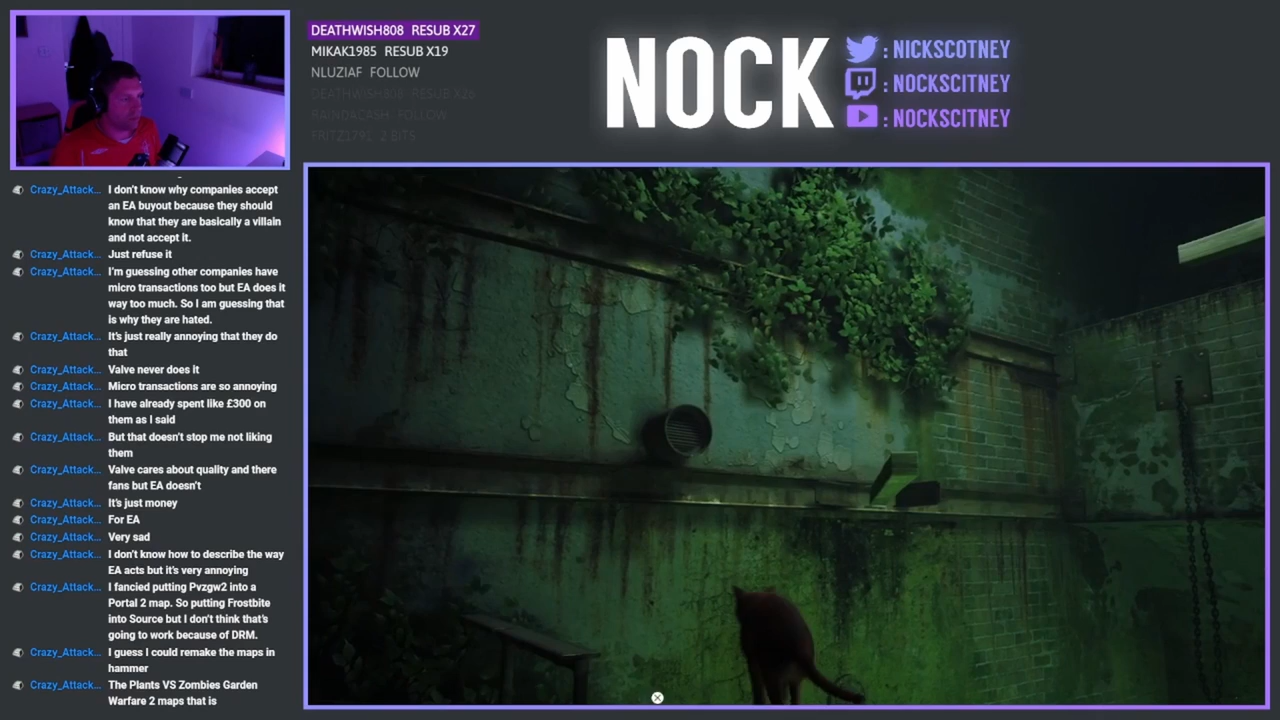 DEATHWISH808 RESUB X27
MIKAK1985 RESUB X19
NLUZIAF FOLLOW
DEATHWISH808 RESUB X26
RAINDACASH FOLLOW
FRITZ1791 2 BITS
NOCK
: NICKSCOTNEY
: NOCKSCITNEY
: NOCKSCITNEY
Crazy_Attack... I don't know why companies accept
an EA buyout because they should
know that they are basically a villain
and not accept it.
Crazy_Attack... Just refuse it
Crazy_Attack... I'm guessing other companies have
micro transactions too but EA does it
way too much. So I am guessing that
is why they are hated.
Crazy_Attack... It's just really annoying that they do
that
Crazy_Attack... Valve never does it
Crazy_Attack... Micro transactions are so annoying
Crazy_Attack... I have already spent like £300 on
them as I said
Crazy_Attack... But that doesn't stop me not liking
them
Crazy_Attack... Valve cares about quality and there
fans but EA doesn't
Crazy_Attack... It's just money
Crazy_Attack... For EA
Crazy_Attack... Very sad
Crazy_Attack... I don't know how to describe the way
EA acts but it's very annoying
Crazy_Attack... I fancied putting Pvzgw2 into a
Portal 2 map. So putting Frostbite
into Source but I don't think that's
going to work because of DRM.
Crazy_Attack... I guess I could remake the maps in
hammer
Crazy_Attack... The Plants VS Zombies Garden
Warfare 2 maps that is